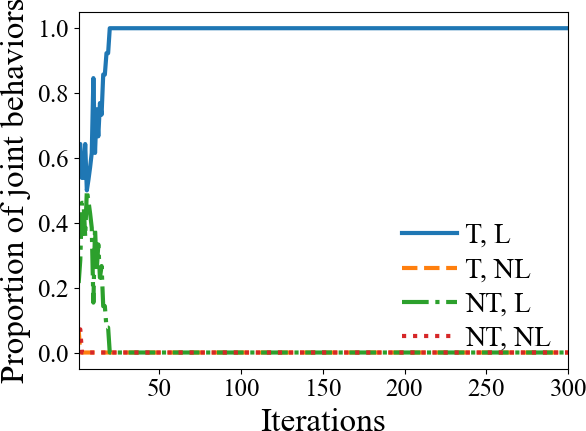 Proportion of joint behaviors
1.0
0.8
0.6
0.4
0.2
0.0
T, L
T, NL
NT, L
NT, NL
50
100
150
200
250
300
Iterations